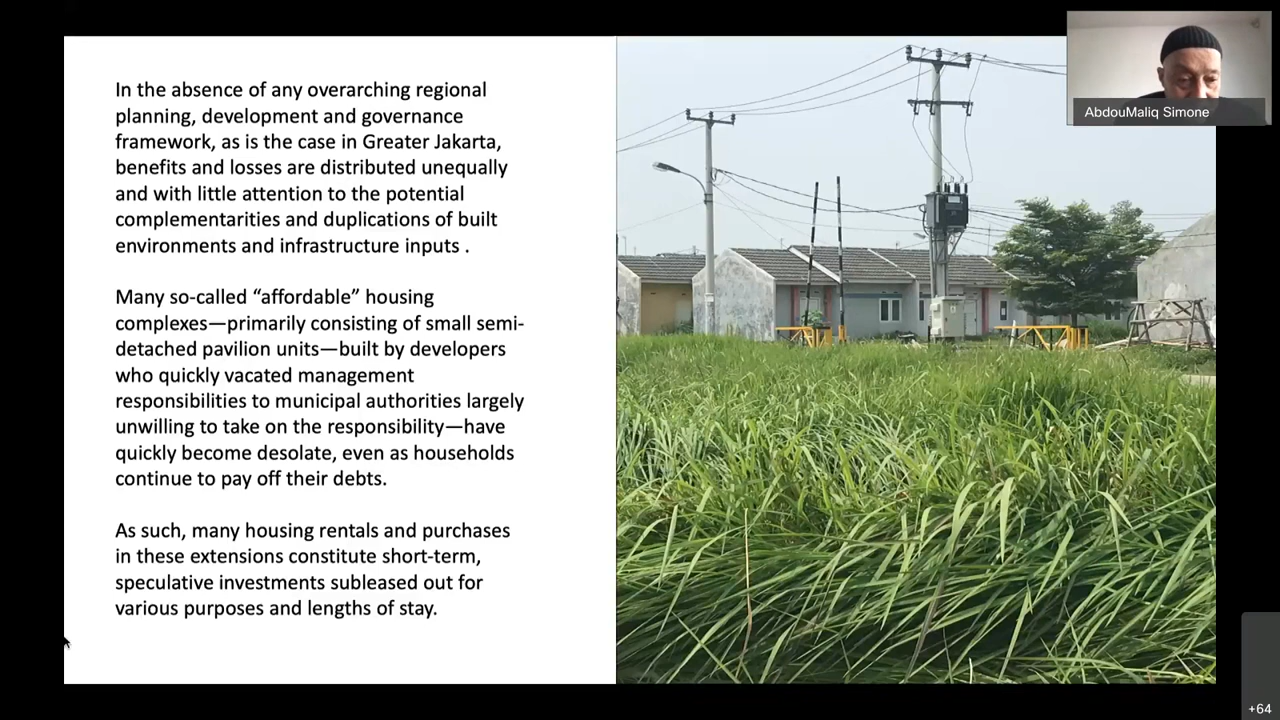 In the absence of any overarching regional
planning, development and governance
framework, as is the case in Greater Jakarta,
benefits and losses are distributed unequally
and with little attention to the potential
complementarities and duplications of built
environments and infrastructure inputs .
Many so-called “affordable” housing
complexes—primarily consisting of small semi-
detached pavilion units—built by developers
who quickly vacated management
responsibilities to municipal authorities largely
unwilling to take on the responsibility—have
quickly become desolate, even as households
continue to pay off their debts.
As such, many housing rentals and purchases
in these extensions constitute short-term,
speculative investments subleased out for
various purposes and lengths of stay.
AbdouMaliq Simone
+64